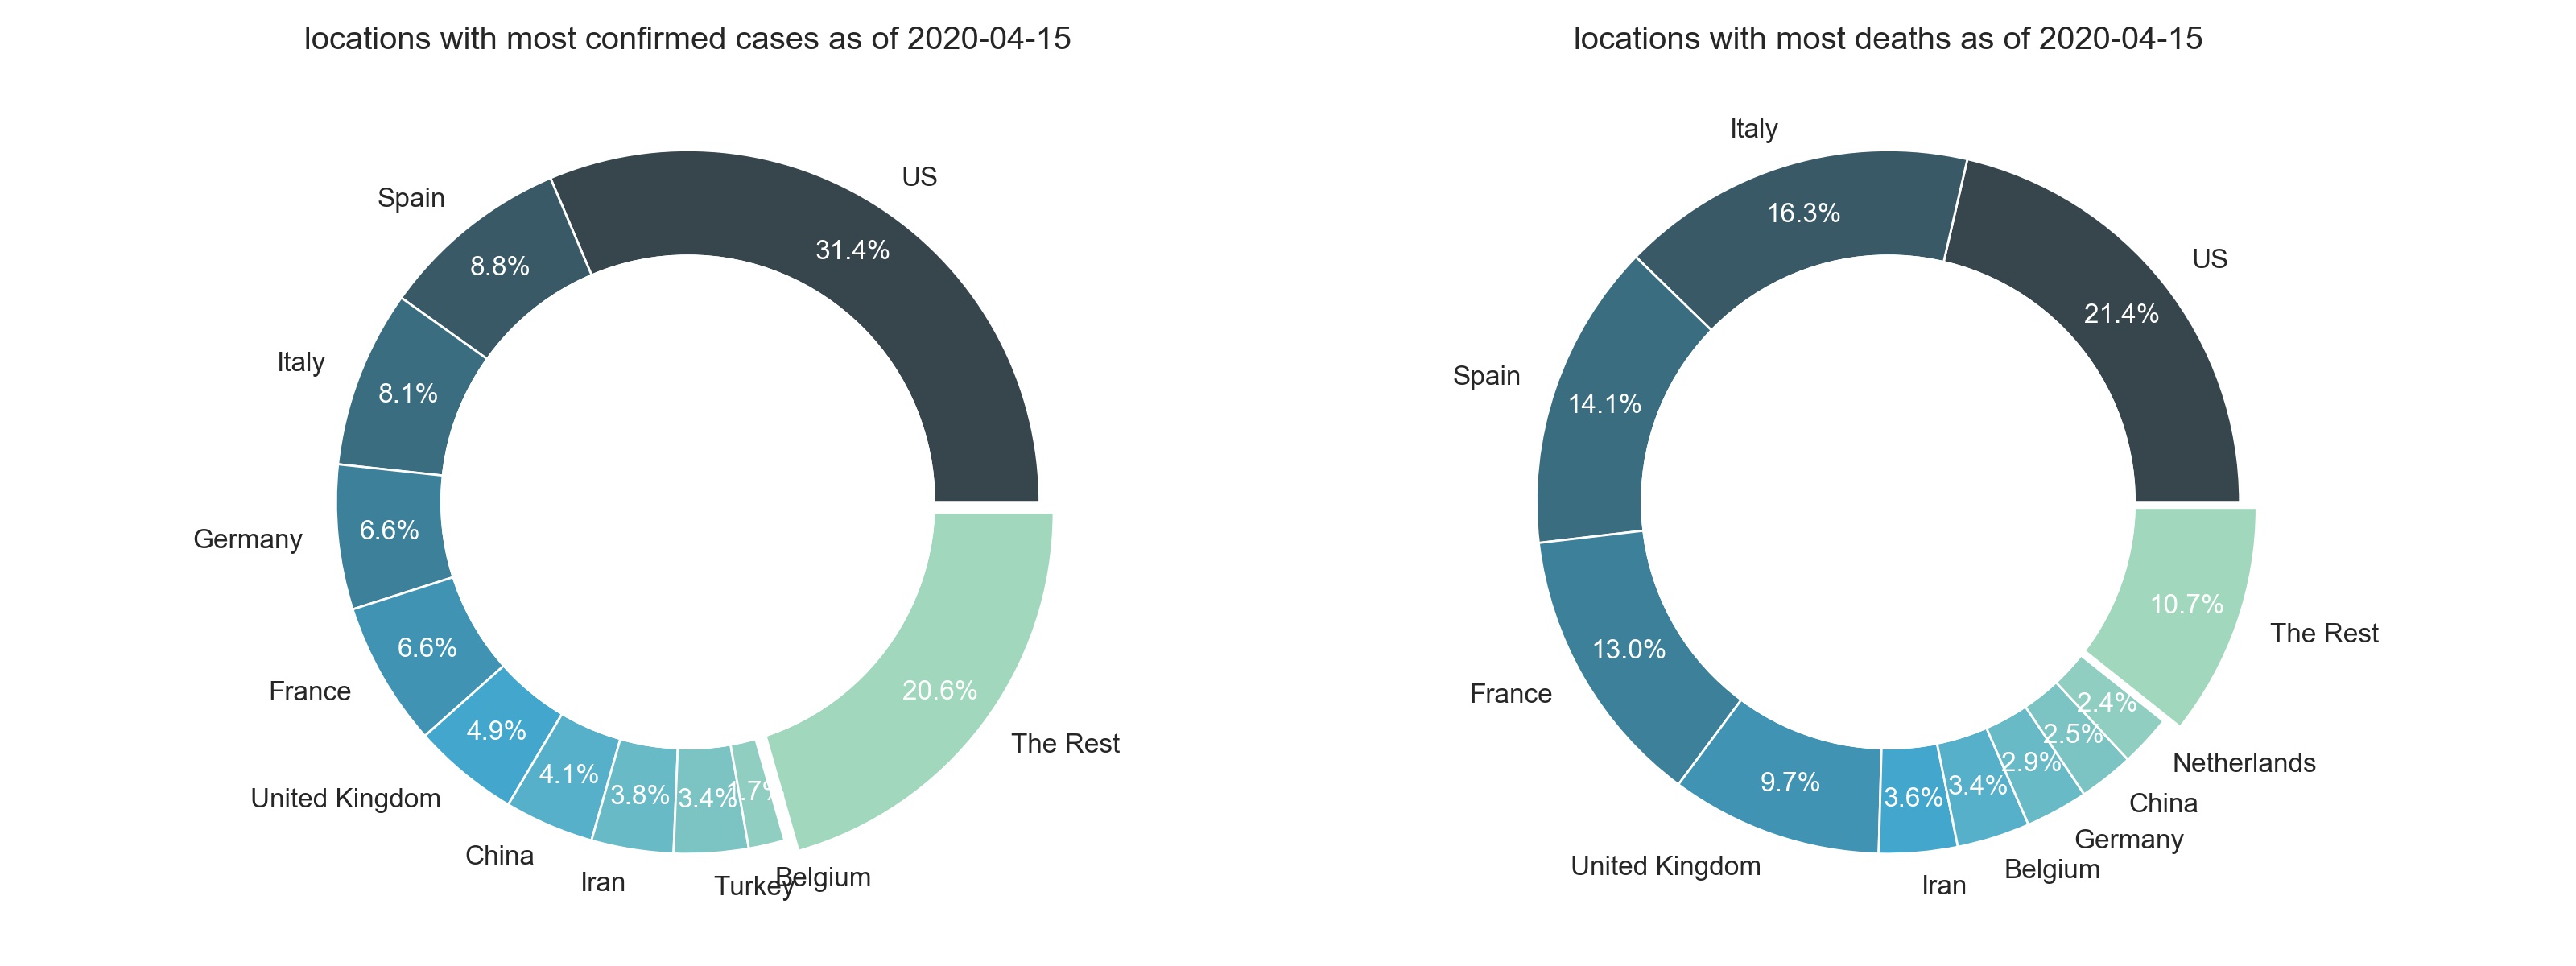 locations with most confirmed cases as of 2020-04-15
US
31.4%
Spain
8.8%
Italy
8.1%
Germany
6.6%
France
6.6%
United Kingdom
4.9%
China
4.1%
Iran
3.8%
Turkey
3.4%
Belgium
The Rest
20.6%
locations with most deaths as of 2020-04-15
US
21.4%
Italy
16.3%
Spain
14.1%
France
13.0%
United Kingdom
9.7%
Iran
3.6%
Belgium
3.4%
Germany
2.9%
China
2.5%
Netherlands
2.4%
The Rest
10.7%